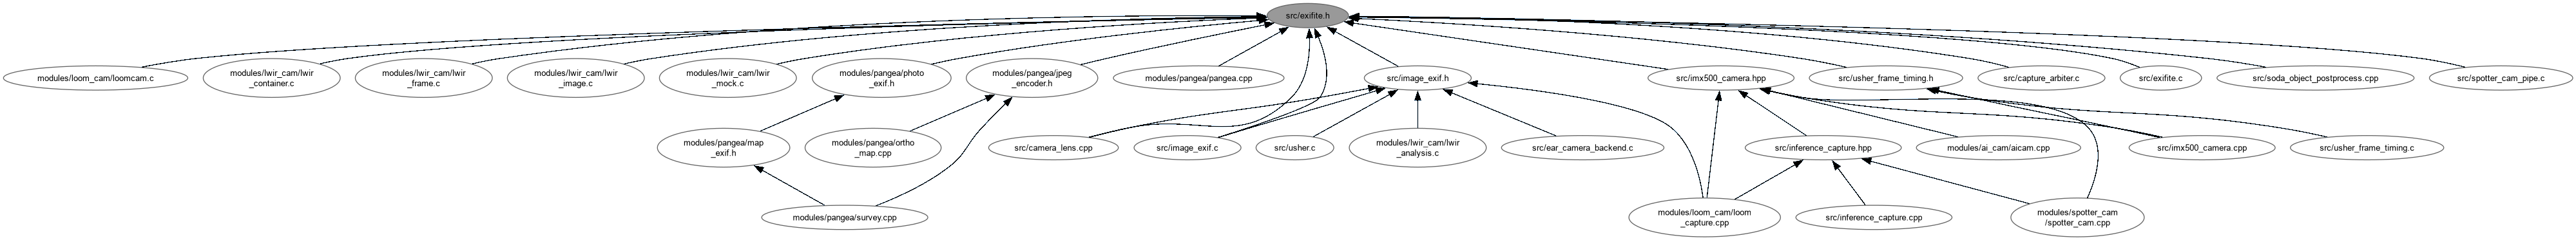 src/exifite.h
modules/loom_cam/loomcam.c
modules/lwir_cam/lwir
_container.c
modules/lwir_cam/lwir
_frame.c
modules/lwir_cam/lwir
_image.c
modules/lwir_cam/lwir
_mock.c
modules/pangea/photo
_exif.h
modules/pangea/jpeg
_encoder.h
modules/pangea/pangea.cpp
src/image_exif.h
src/imx500_camera.hpp
src/usher_frame_timing.h
src/capture_arbiter.c
src/exifite.c
src/soda_object_postprocess.cpp
src/spotter_cam_pipe.c
modules/pangea/map
_exif.h
modules/pangea/ortho
_map.cpp
src/camera_lens.cpp
src/image_exif.c
src/usher.c
modules/lwir_cam/lwir
_analysis.c
src/ear_camera_backend.c
src/inference_capture.hpp
modules/ai_cam/aicam.cpp
src/imx500_camera.cpp
src/usher_frame_timing.c
modules/pangea/survey.cpp
modules/loom_cam/loom
_capture.cpp
src/inference_capture.cpp
modules/spotter_cam
/spotter_cam.cpp